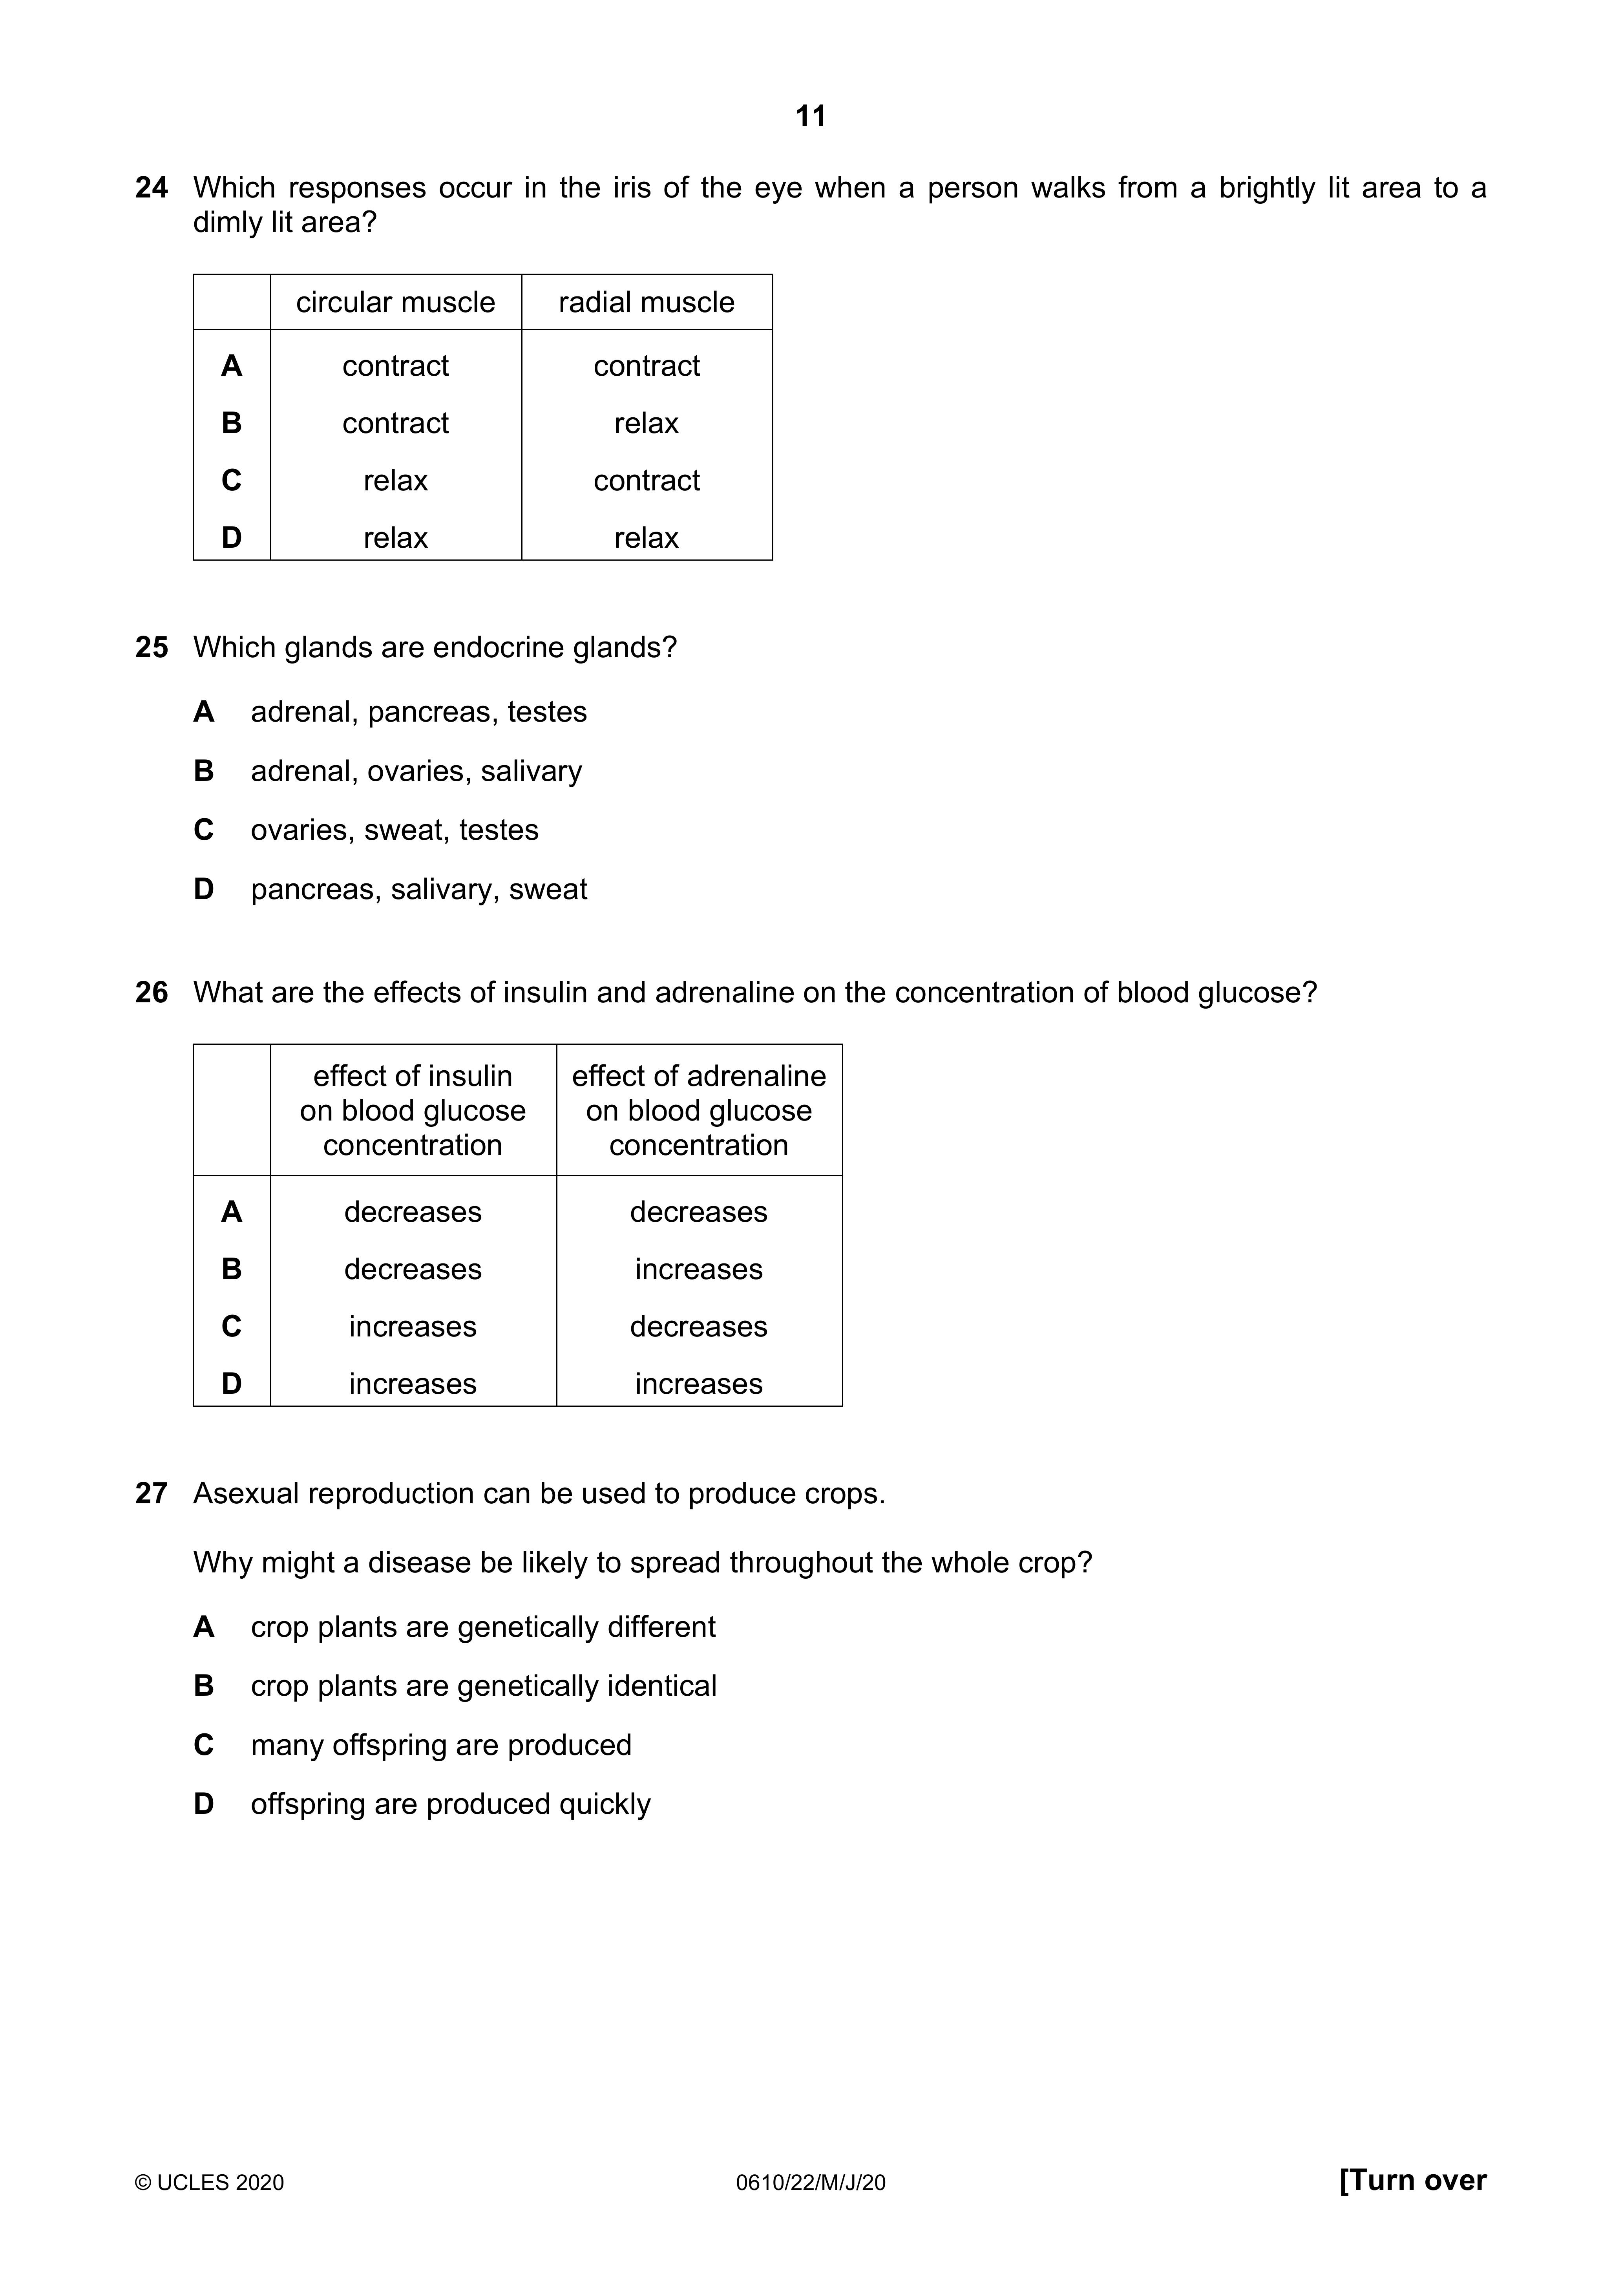 11
24 Which responses occur in the iris of the eye when a person walks from a brightly lit area to a
dimly lit area?
circular muscle radial muscle
A contract contract
B contract relax
C relax contract
D relax relax
25 Which glands are endocrine glands?
A adrenal, pancreas, testes
B adrenal, ovaries, salivary
C ovaries, sweat, testes
D pancreas, salivary, sweat
26 What are the effects of insulin and adrenaline on the concentration of blood glucose?
effect of insulin effect of adrenaline
on blood glucose on blood glucose
concentration concentration
A decreases decreases
B decreases increases
C increases decreases
D increases increases
27 Asexual reproduction can be used to produce crops.
Why might a disease be likely to spread throughout the whole crop?
A crop plants are genetically different
B crop plants are genetically identical
C many offspring are produced
D offspring are produced quickly
© UCLES 2020 0610/22/M/J/20 [Turn over